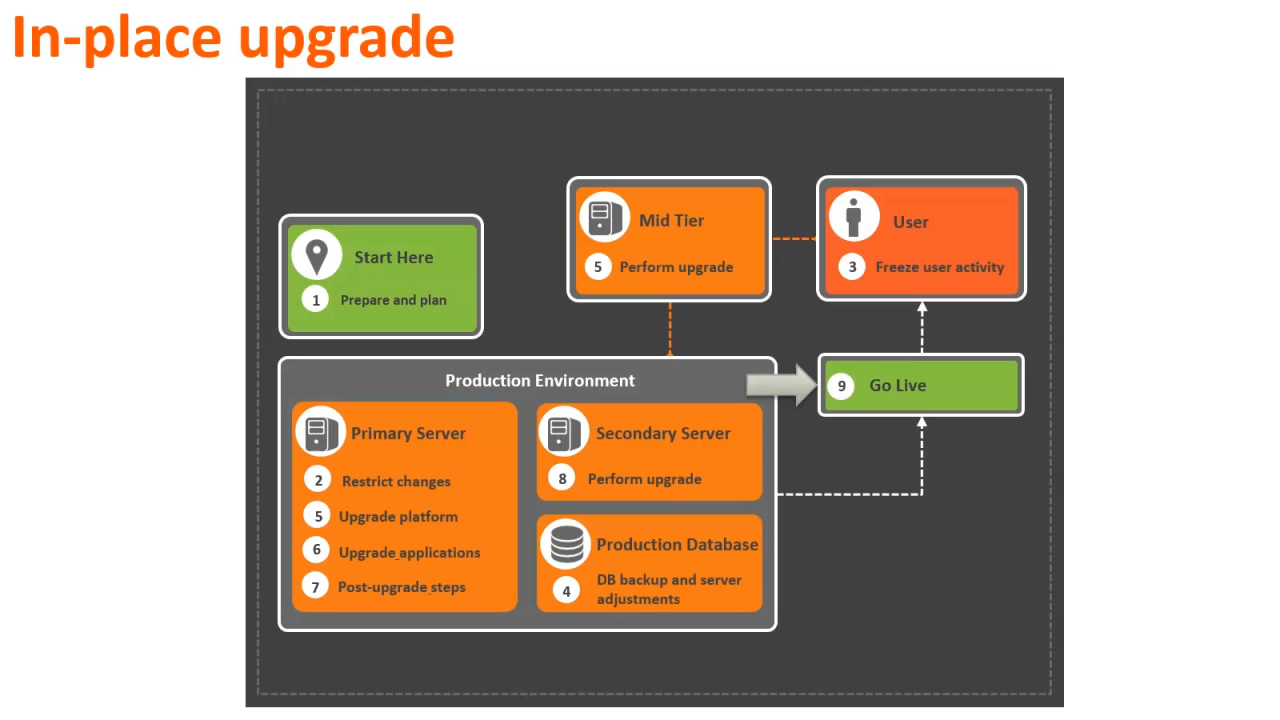 In-place upgrade
Start Here
1 Prepare and plan
Mid Tier
5 Perform upgrade
User
3 Freeze user activity
Production Environment
9 Go Live
Primary Server
2 Restrict changes
5 Upgrade platform
6 Upgrade applications
7 Post-upgrade steps
Secondary Server
8 Perform upgrade
Production Database
4 DB backup and server
adjustments